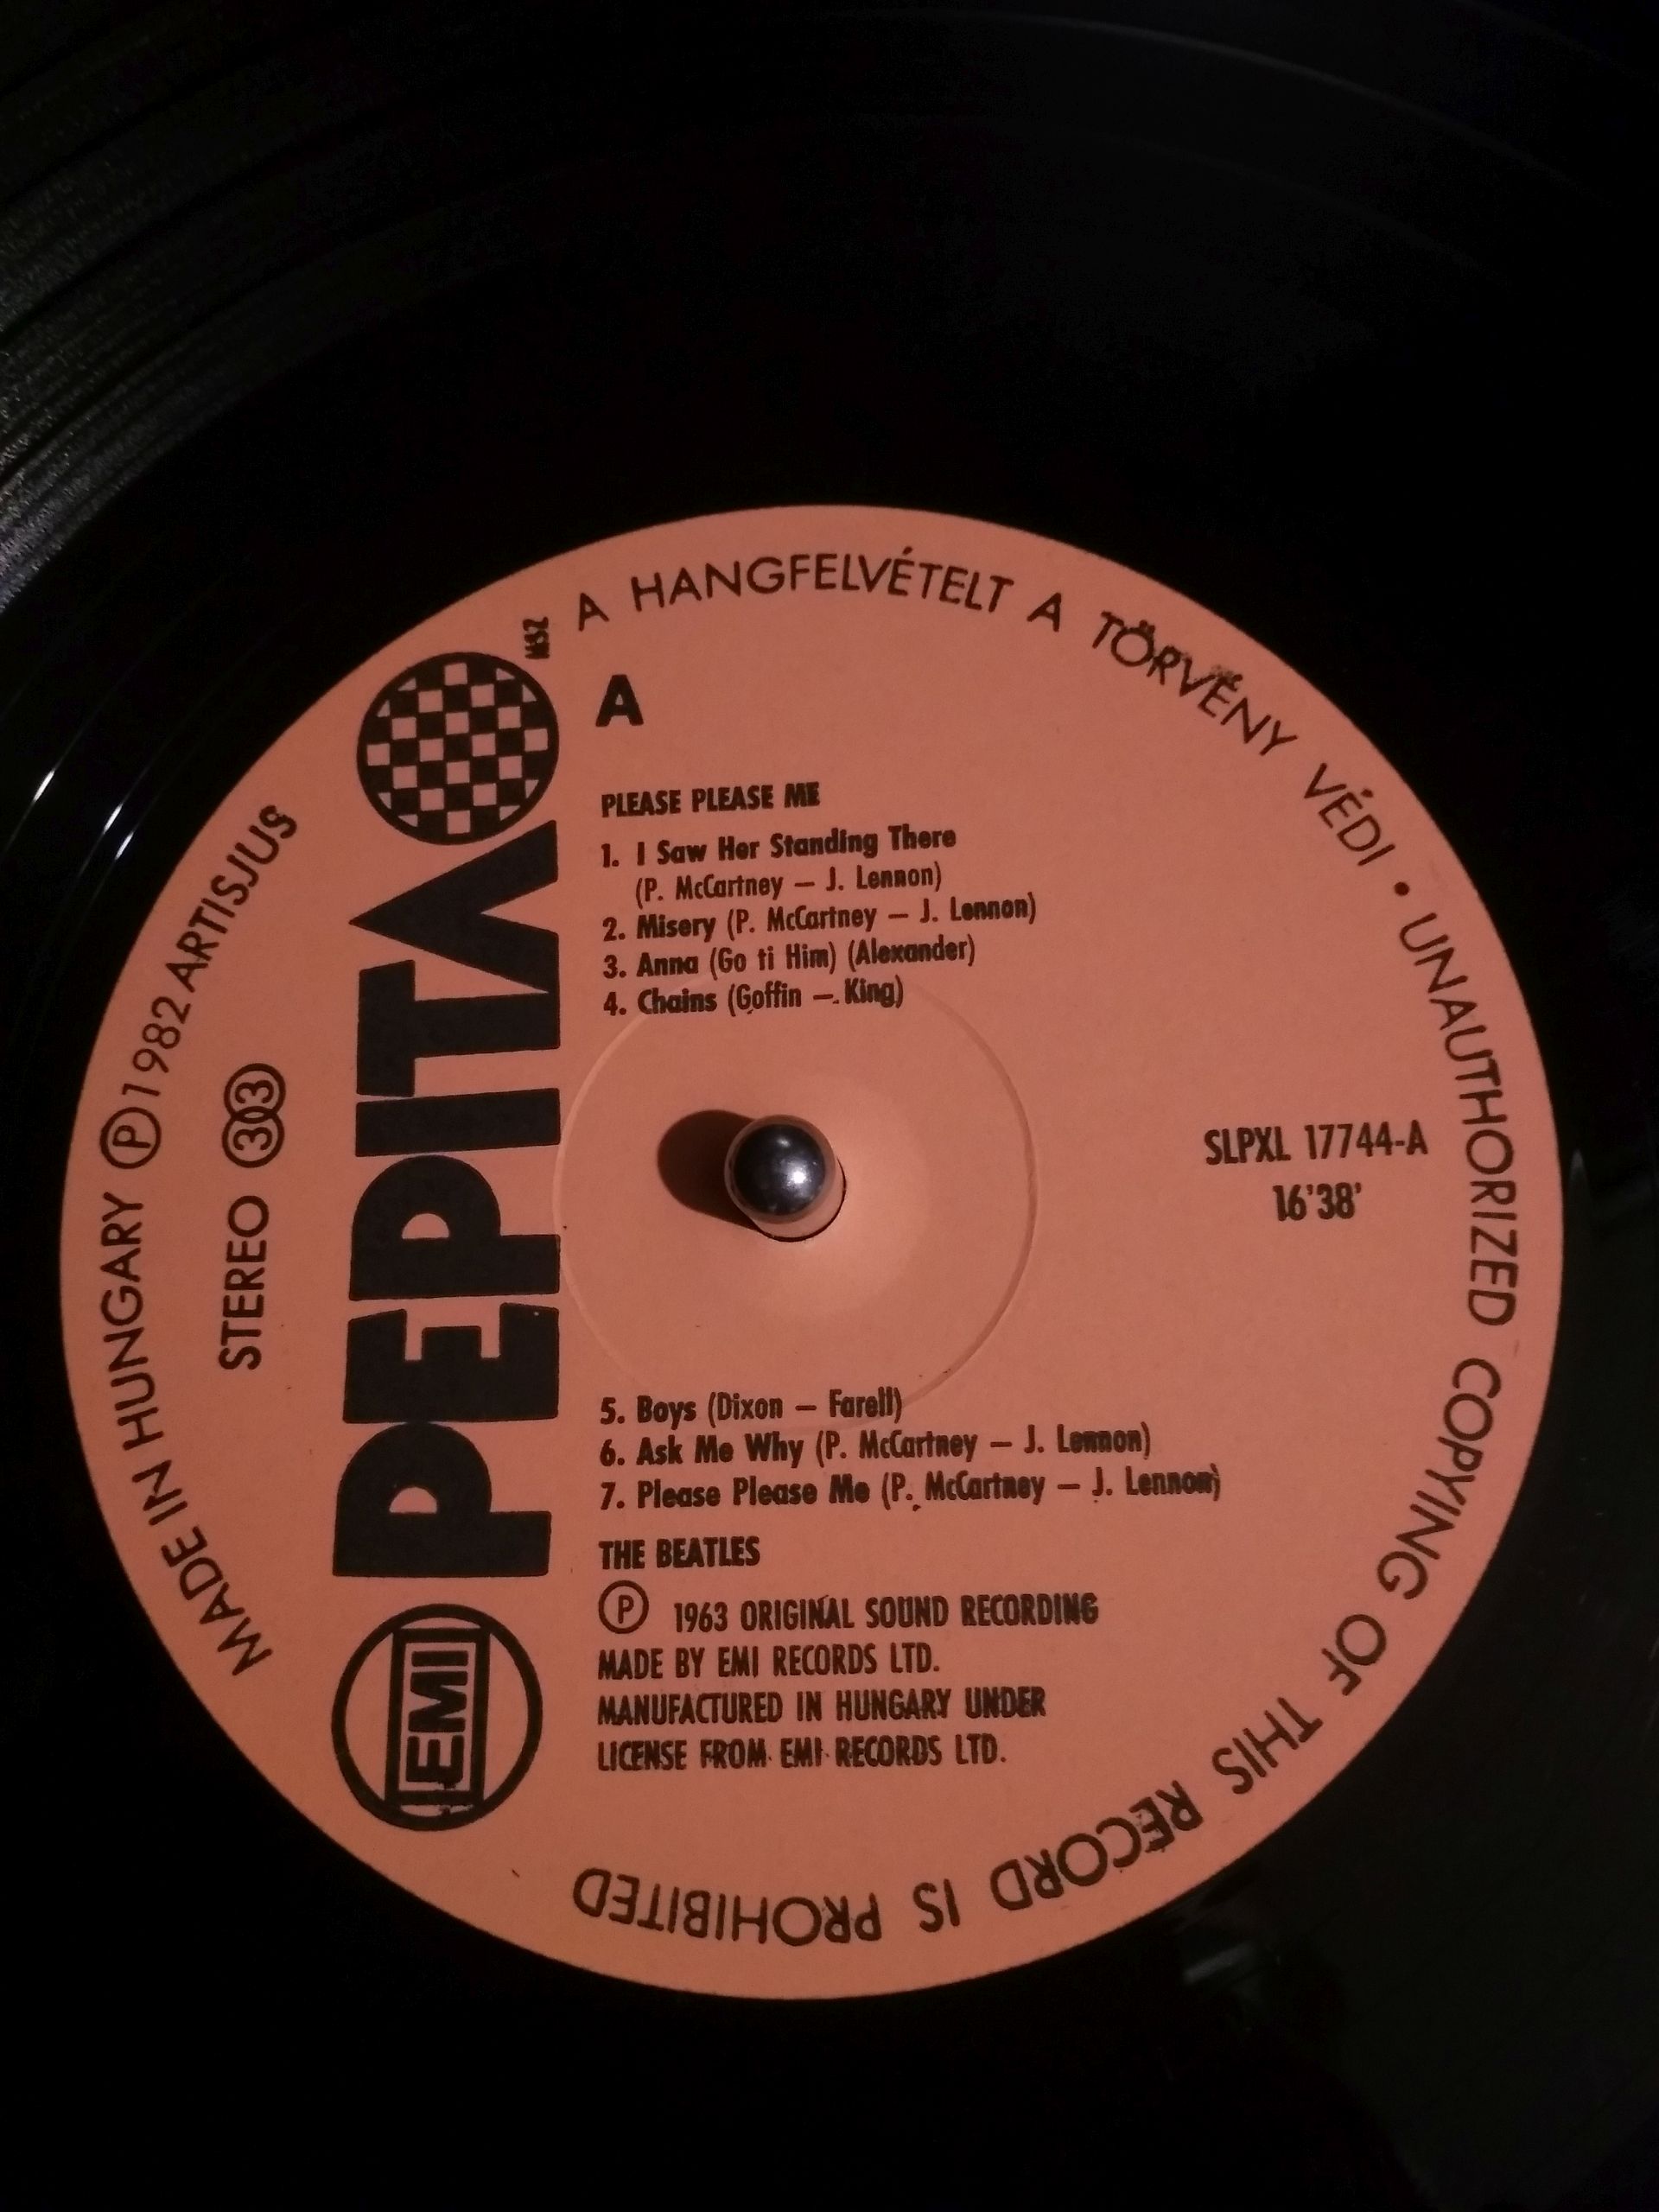 A HANGFELVÉTELT A TÖRVÉNY VÉDI • UNAUTHORIZED COPYING OF THIS RECORD IS PROHIBITED
MADE IN HUNGARY Ⓟ 1982 ARTISJUS
STEREO 303
EMI PEPITA
MSZ
A
PLEASE PLEASE ME
1. I Saw Her Standing There
(P. McCartney – J. Lennon)
2. Misery (P. McCartney – J. Lennon)
3. Anna (Go ti Him) (Alexander)
4. Chains (Goffin – King)
SLPXL 17744-A
16'38'
5. Boys (Dixon – Farell)
6. Ask Me Why (P. McCartney – J. Lennon)
7. Please Please Me (P. McCartney – J. Lennon)
THE BEATLES
Ⓟ 1963 ORIGINAL SOUND RECORDING
MADE BY EMI RECORDS LTD.
MANUFACTURED IN HUNGARY UNDER
LICENSE FROM EMI RECORDS LTD.